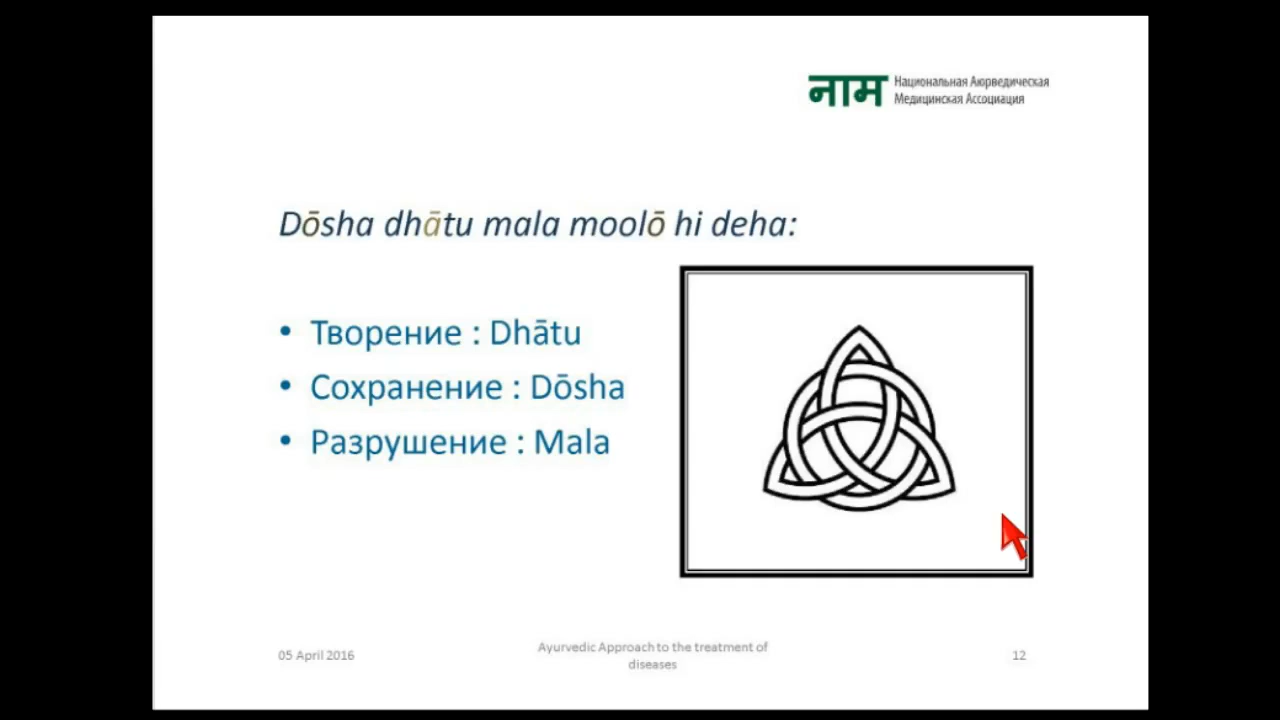 नाम
Национальная Аюрведическая
Медицинская Ассоциация
Dōsha dhātu mala moolō hi deha:
• Творение : Dhātu
• Сохранение : Dōsha
• Разрушение : Mala
05 April 2016
Ayurvedic Approach to the treatment of
diseases
12